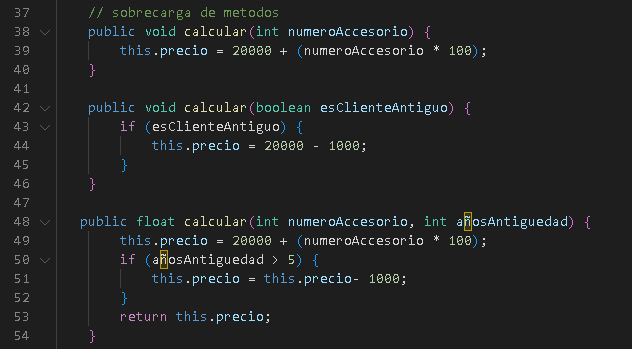 37 // sobrecarga de metodos
38 public void calcular(int numeroAccesorio) {
39 this.precio = 20000 + (numeroAccesorio * 100);
40 }
41
42 public void calcular(boolean esClienteAntiguo) {
43 if (esClienteAntiguo) {
44 this.precio = 20000 - 1000;
45 }
46 }
47
48 public float calcular(int numeroAccesorio, int añosAntiguedad) {
49 this.precio = 20000 + (numeroAccesorio * 100);
50 if (añosAntiguedad > 5) {
51 this.precio = this.precio- 1000;
52 }
53 return this.precio;
54 }